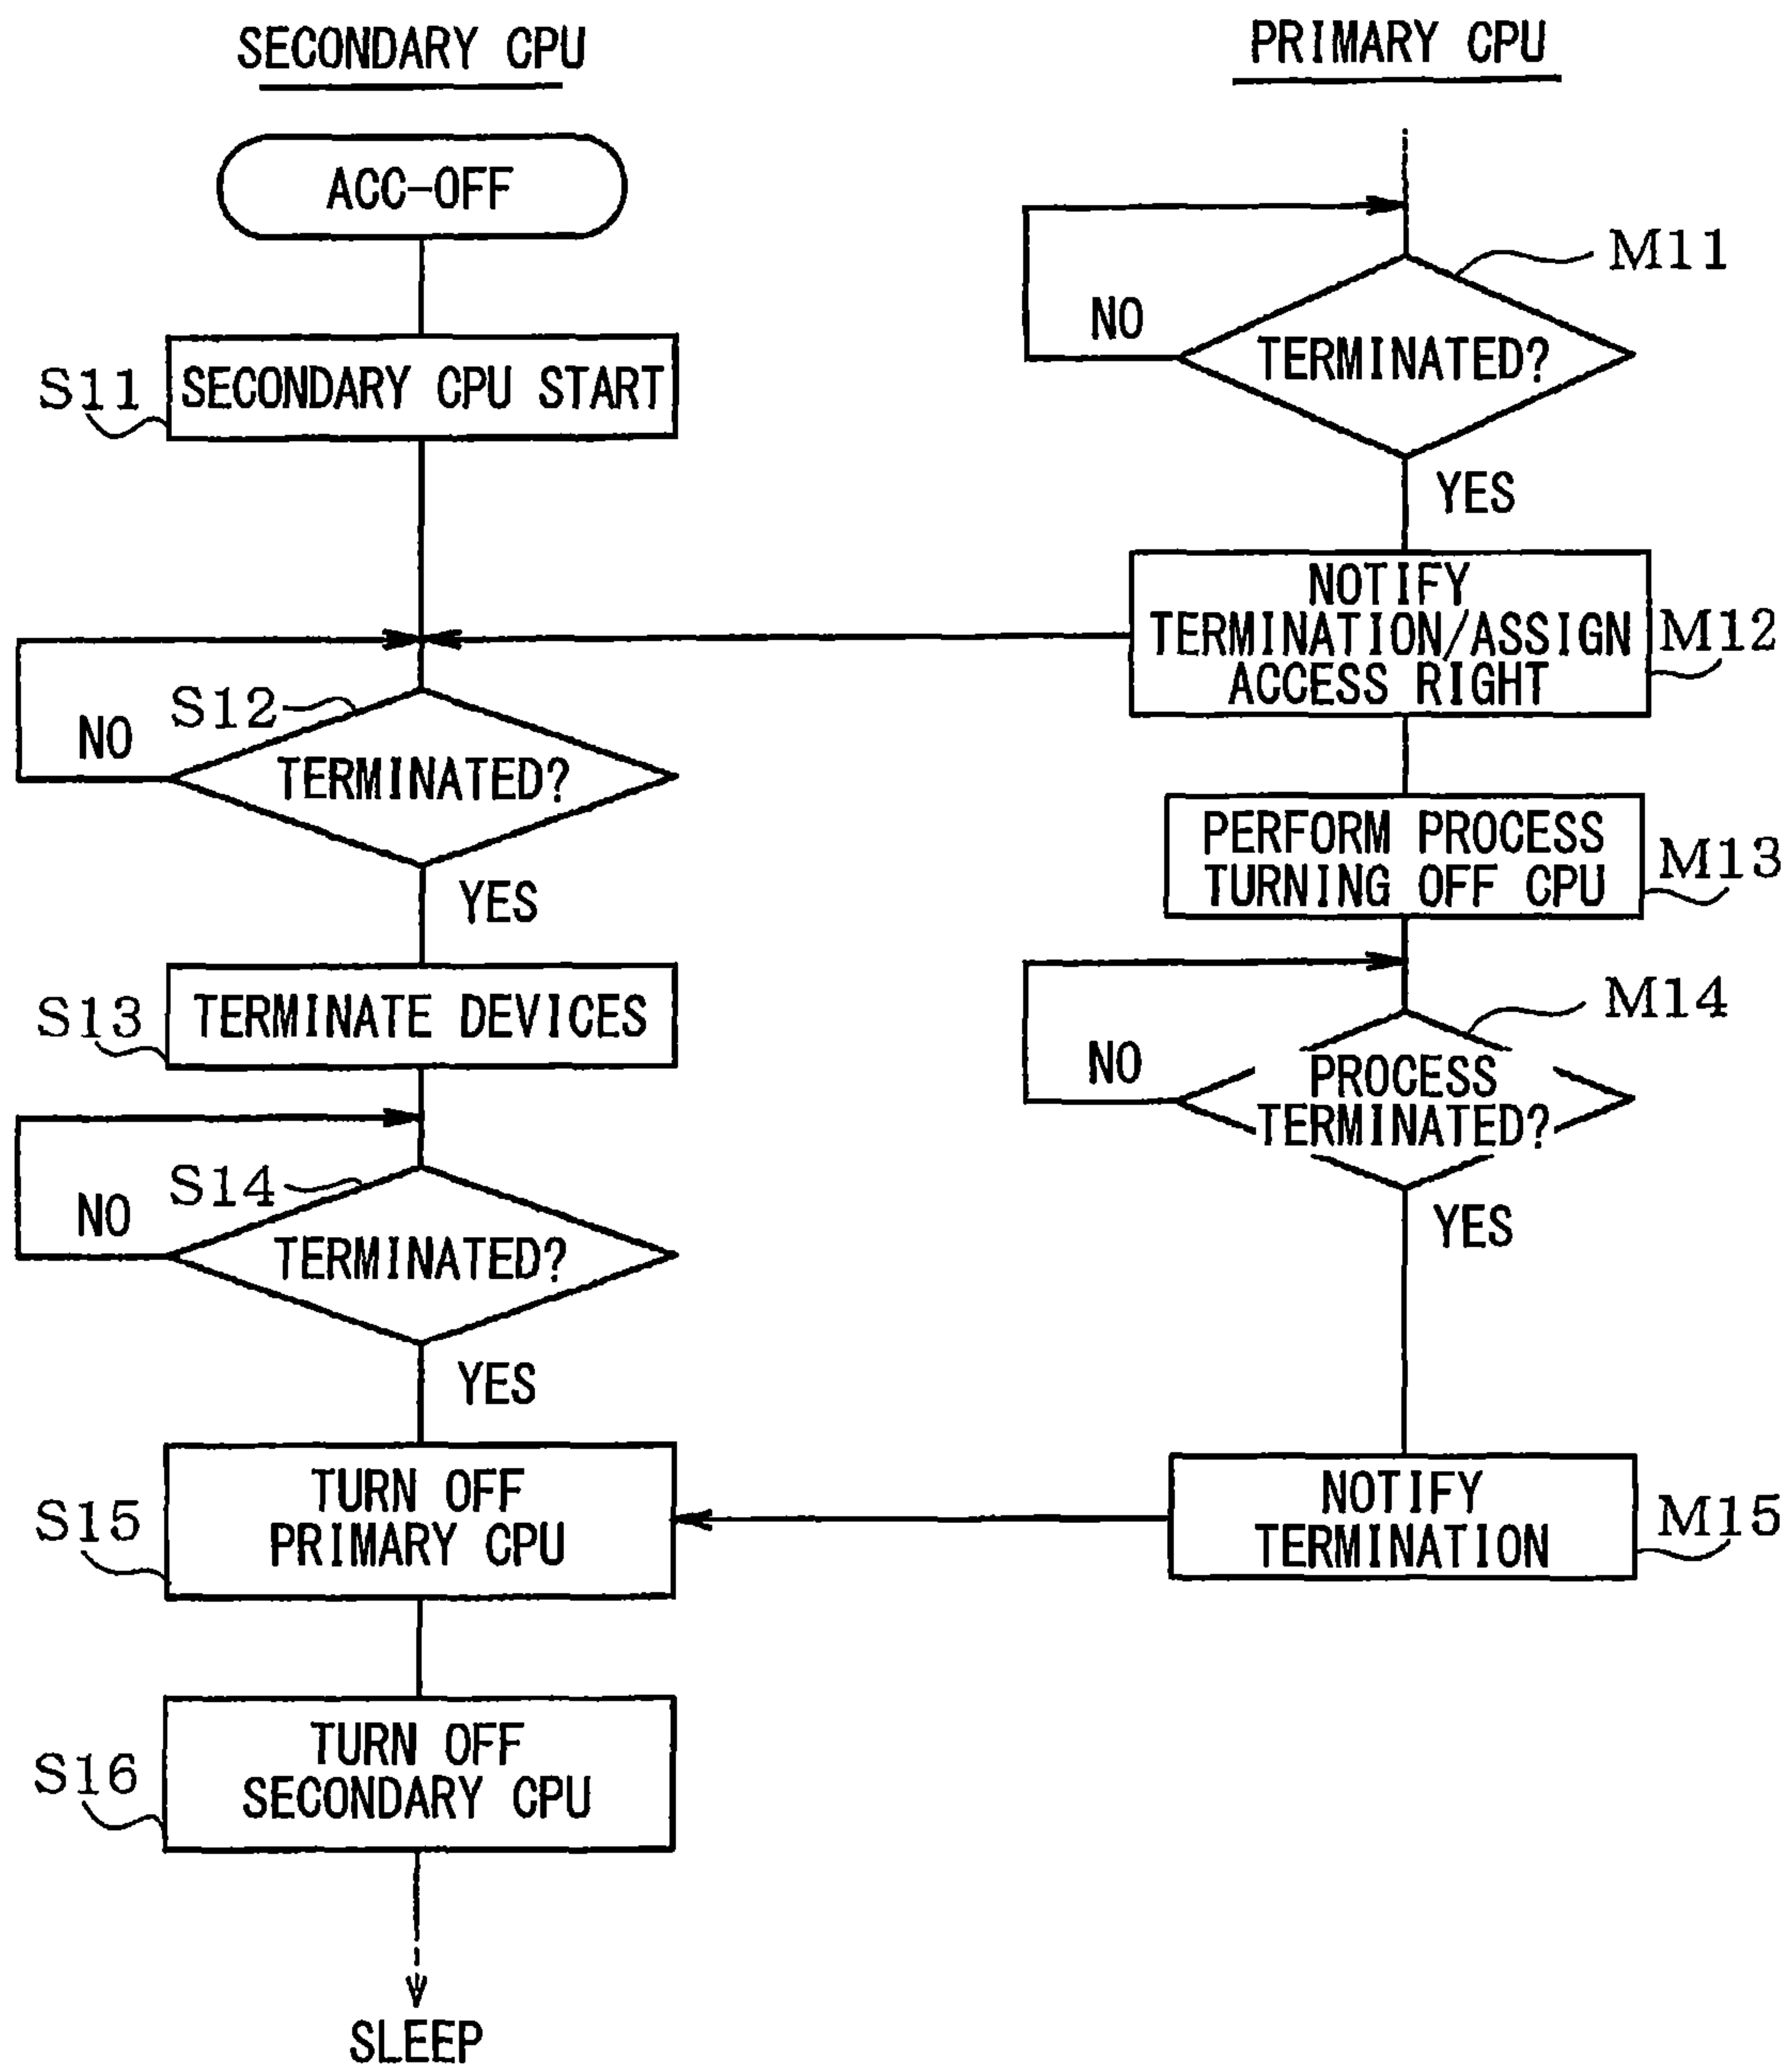 SECONDARY CPU
ACC-OFF
S11
SECONDARY CPU START
S12
NO
TERMINATED?
YES
S13
TERMINATE DEVICES
S14
NO
TERMINATED?
YES
S15
TURN OFF
PRIMARY CPU
S16
TURN OFF
SECONDARY CPU
SLEEP
PRIMARY CPU
M11
NO
TERMINATED?
YES
NOTIFY
TERMINATION/ASSIGN
ACCESS RIGHT
M12
PERFORM PROCESS
TURNING OFF CPU
M13
M14
NO
PROCESS
TERMINATED?
YES
NOTIFY
TERMINATION
M15